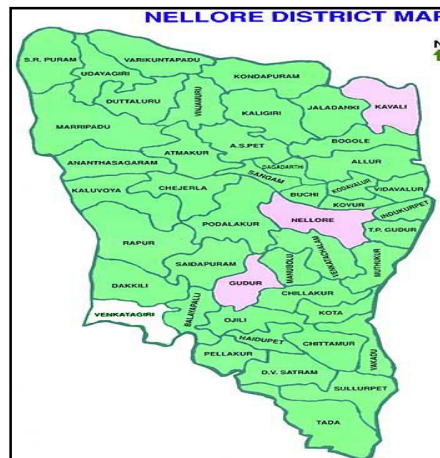 NELLORE DISTRICT MAP
N
S.R. PURAM
VARIKUNTAPADU
UDAYAGIRI
KONDAPURAM
DUTTALURU
VINJAMURU
KALIGIRI
JALADANKI
KAVALI
MARRIPADU
BOGOLE
A.S.PET
ATMAKUR
DAGADARTHI
ALLUR
ANANTHASAGARAM
SANGAM
KODAVALUR
VIDAVALUR
KALUVOYA
CHEJERLA
BUCHI
KOVUR
INDUKURPET
PODALAKUR
NELLORE
T.P. GUDUR
RAPUR
MANUBOLU
VENKATACHALAM
MUTHUKUR
SAIDAPURAM
DAKKILI
GUDUR
CHILLAKUR
VENKATAGIRI
BALAYAPALLI
OJILI
KOTA
NAIDUPET
CHITTAMUR
VAKADU
PELLAKUR
D.V. SATRAM
SULLURPET
TADA